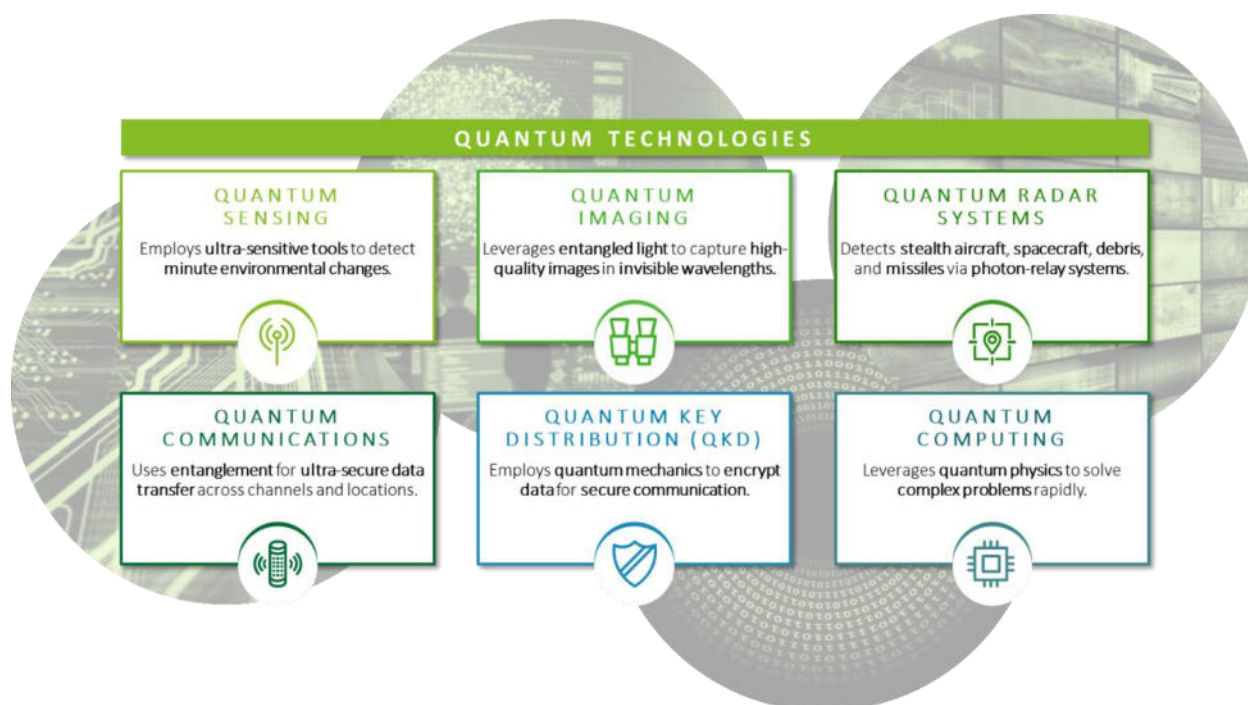 QUANTUM TECHNOLOGIES
QUANTUM
SENSING
Employs ultra-sensitive tools to detect
minute environmental changes.
QUANTUM
IMAGING
Leverages entangled light to capture high-
quality images in invisible wavelengths.
QUANTUM RADAR
SYSTEMS
Detects stealth aircraft, spacecraft, debris,
and missiles via photon-relay systems.
QUANTUM
COMMUNICATIONS
Uses entanglement for ultra-secure data
transfer across channels and locations.
QUANTUM KEY
DISTRIBUTION (QKD)
Employs quantum mechanics to encrypt
data for secure communication.
QUANTUM
COMPUTING
Leverages quantum physics to solve
complex problems rapidly.